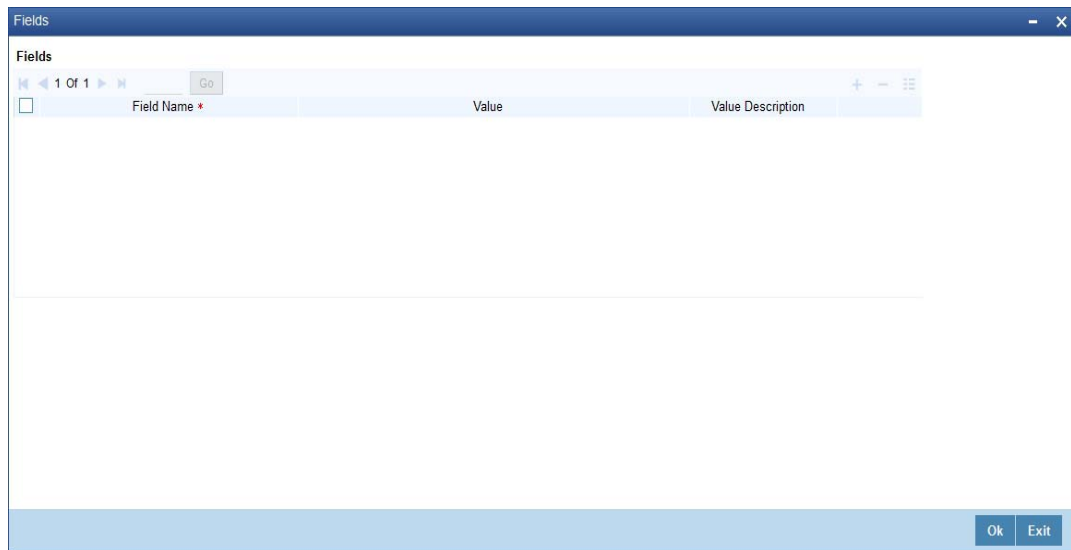 Fields
Fields
1 Of 1 Go
Field Name * Value Value Description
Ok Exit